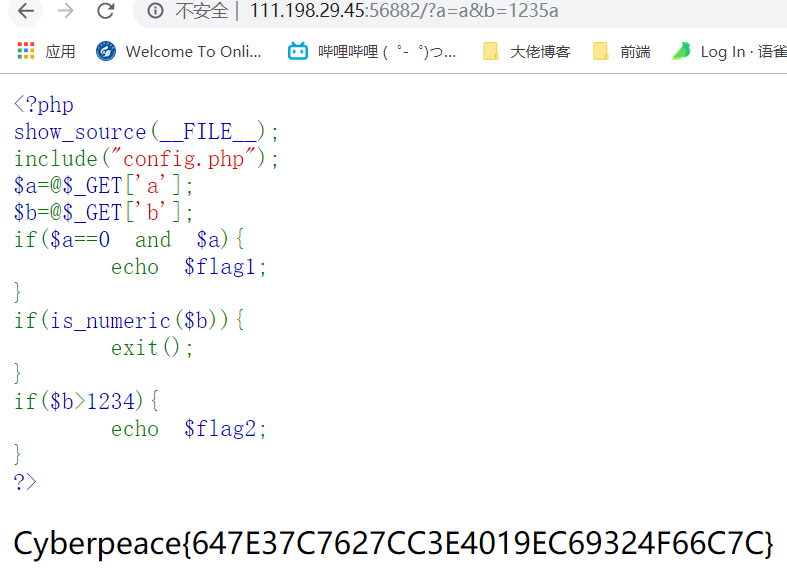 不安全 | 111.198.29.45:56882/?a=a&b=1235a
应用 Welcome To Onli... 哔哩哔哩 ( ゜- ゜)つ... 大佬博客 前端 Log In · 语雀
<?php
show_source(__FILE__);
include("config.php");
$a=@$_GET['a'];
$b=@$_GET['b'];
if($a==0 and $a){
echo $flag1;
}
if(is_numeric($b)){
exit();
}
if($b>1234){
echo $flag2;
}
?>
Cyberpeace{647E37C7627CC3E4019EC69324F66C7C}